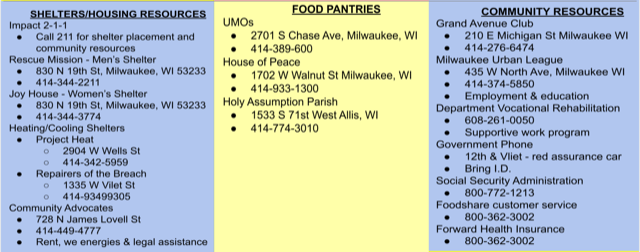 SHELTERS/HOUSING RESOURCES
Impact 2-1-1
● Call 211 for shelter placement and
community resources
Rescue Mission - Men's Shelter
● 830 N 19th St, Milwaukee, WI 53233
● 414-344-2211
Joy House - Women's Shelter
● 830 N 19th St, Milwaukee, WI 53233
● 414-344-3774
Heating/Cooling Shelters
● Project Heat
○ 2904 W Wells St
○ 414-342-5959
● Repairers of the Breach
○ 1335 W Vilet St
○ 414-93499305
Community Advocates
● 728 N James Lovell St
● 414-449-4777
● Rent, we energies & legal assistance
FOOD PANTRIES
UMOs
● 2701 S Chase Ave, Milwaukee, WI
● 414-389-600
House of Peace
● 1702 W Walnut St Milwaukee, WI
● 414-933-1300
Holy Assumption Parish
● 1533 S 71st West Allis, WI
● 414-774-3010
COMMUNITY RESOURCES
Grand Avenue Club
● 210 E Michigan St Milwaukee WI
● 414-276-6474
Milwaukee Urban League
● 435 W North Ave, Milwaukee WI
● 414-374-5850
● Employment & education
Department Vocational Rehabilitation
● 608-261-0050
● Supportive work program
Government Phone
● 12th & Vliet - red assurance car
● Bring I.D.
Social Security Administration
● 800-772-1213
Foodshare customer service
● 800-362-3002
Forward Health Insurance
● 800-362-3002